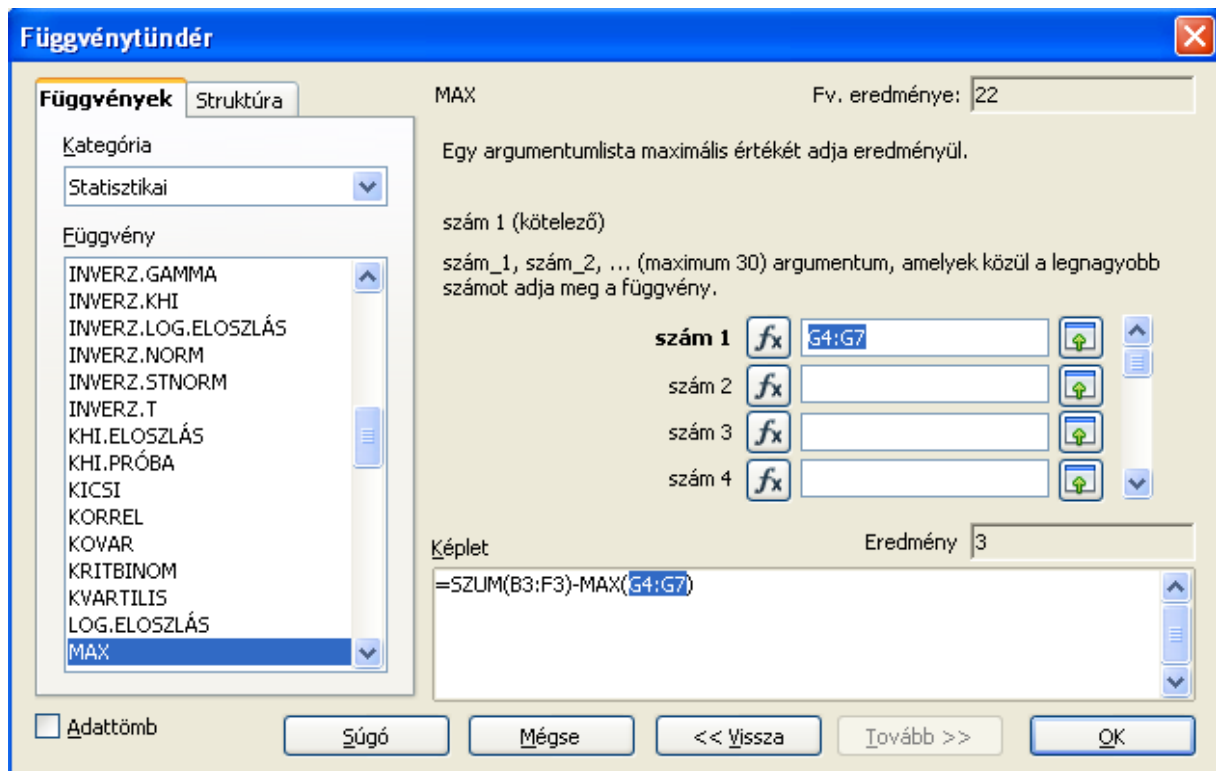 Függvénytündér
Függvények
Struktúra
Kategória
Statisztikai
Függvény
INVERZ.GAMMA
INVERZ.KHI
INVERZ.LOG.ELOSZLÁS
INVERZ.NORM
INVERZ.STNORM
INVERZ.T
KHI.ELOSZLÁS
KHI.PRÓBA
KICSI
KORREL
KOVAR
KRITBINOM
KVARTILIS
LOG.ELOSZLÁS
MAX
MAX
Fv. eredménye: 22
Egy argumentumlista maximális értékét adja eredményül.
szám 1 (kötelező)
szám_1, szám_2, ... (maximum 30) argumentum, amelyek közül a legnagyobb
számot adja meg a függvény.
szám 1 fx G4:G7
szám 2 fx
szám 3 fx
szám 4 fx
Képlet
Eredmény 3
=SZUM(B3:F3)-MAX(G4:G7)
Adattömb
Súgó
Mégse
<< Vissza
Tovább >>
OK